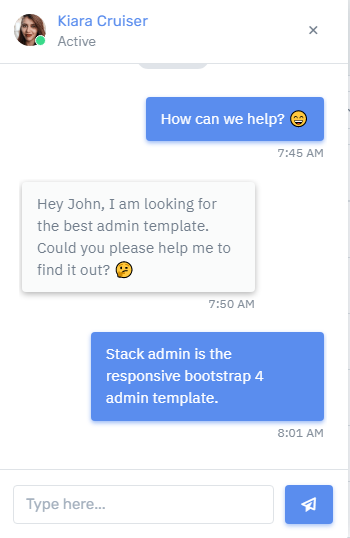 Kiara Cruiser
Active
×
How can we help? 😄
7:45 AM
Hey John, I am looking for
the best admin template.
Could you please help me to
find it out? 🤔
7:50 AM
Stack admin is the
responsive bootstrap 4
admin template.
8:01 AM
Type here...